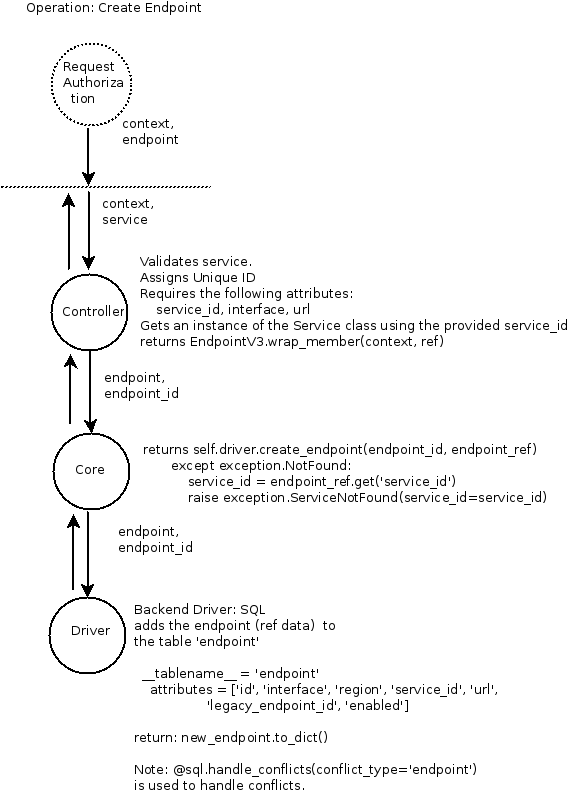 Operation: Create Endpoint
Request
Authoriza
tion
context,
endpoint
context,
service
Validates service.
Assigns Unique ID
Requires the following attributes:
service_id, interface, url
Gets an instance of the Service class using the provided service_id
returns EndpointV3.wrap_member(context, ref)
Controller
endpoint,
endpoint_id
returns self.driver.create_endpoint(endpoint_id, endpoint_ref)
except exception.NotFound:
service_id = endpoint_ref.get('service_id')
raise exception.ServiceNotFound(service_id=service_id)
Core
endpoint,
endpoint_id
Driver
Backend Driver: SQL
adds the endpoint (ref data)  to
the table 'endpoint'
__tablename__ = 'endpoint'
attributes = ['id', 'interface', 'region', 'service_id', 'url',
'legacy_endpoint_id', 'enabled']
return: new_endpoint.to_dict()
Note: @sql.handle_conflicts(conflict_type='endpoint')
is used to handle conflicts.